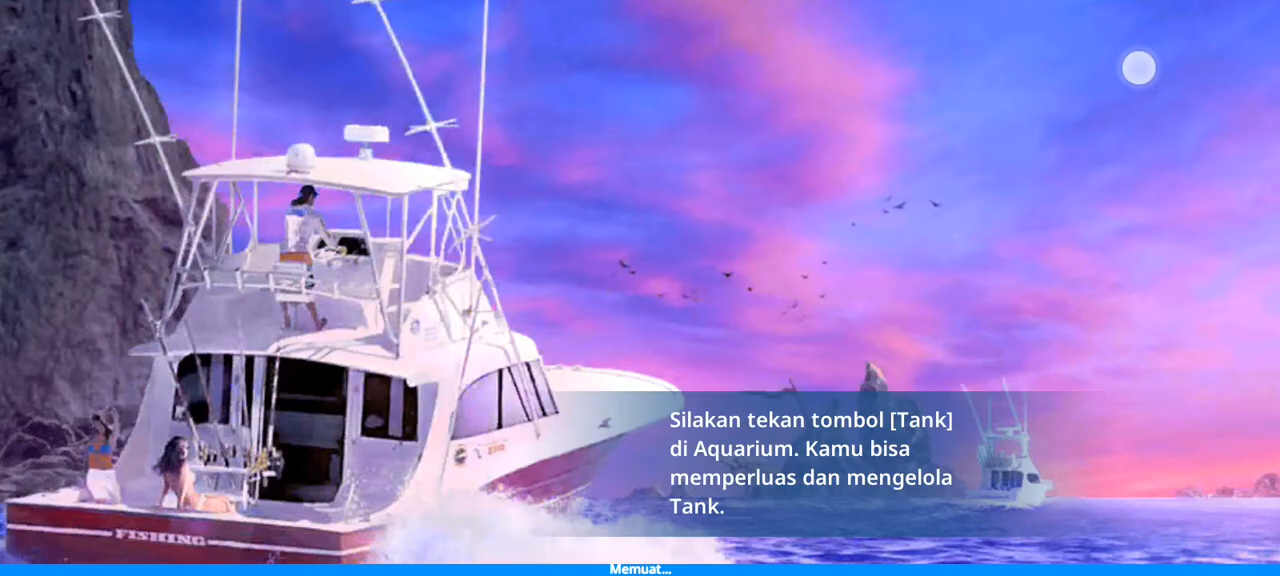 Silakan tekan tombol [Tank]
di Aquarium. Kamu bisa
memperluas dan mengelola
Tank.
FISHING
Memuat...